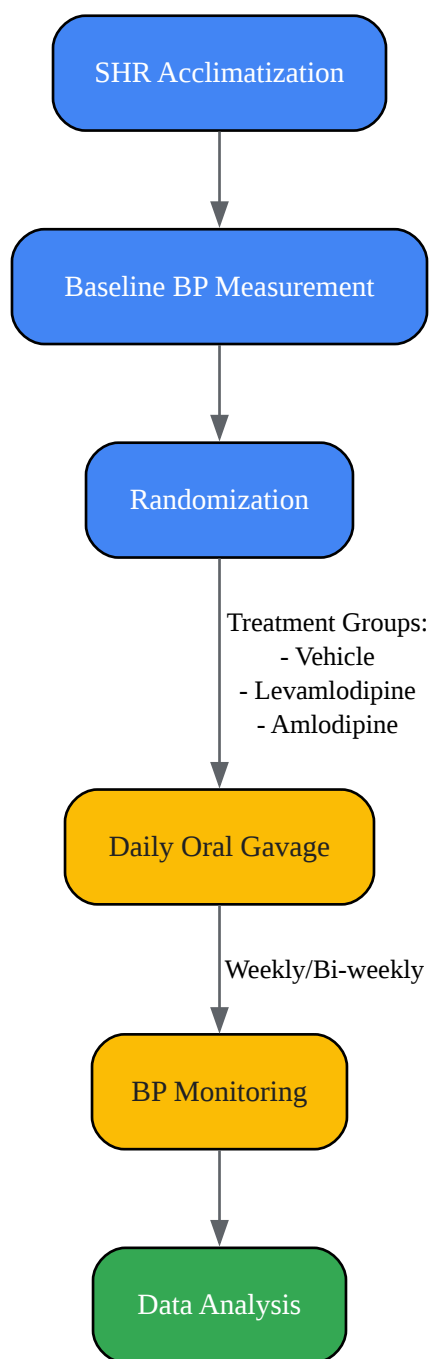 SHR Acclimatization
Baseline BP Measurement
Randomization
Treatment Groups:
- Vehicle
- Levamlodipine
- Amlodipine
Daily Oral Gavage
Weekly/Bi-weekly
BP Monitoring
Data Analysis